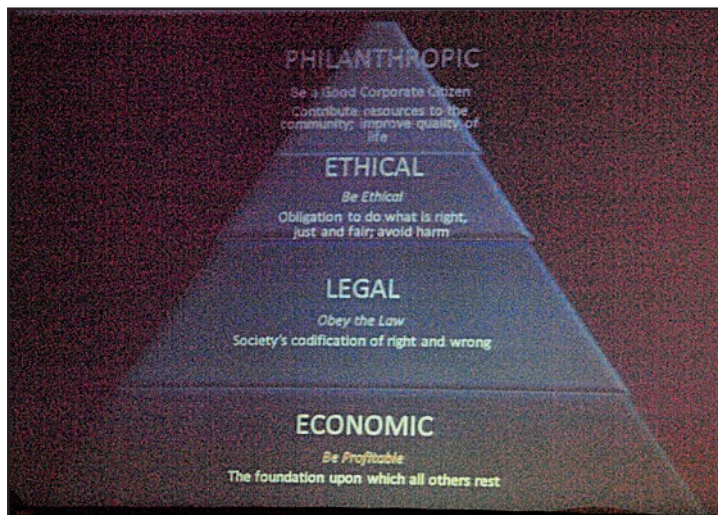 PHILANTHROPIC
Be a Good Corporate Citizen
Contribute resources to the
community; improve quality of
life
ETHICAL
Be Ethical
Obligation to do what is right,
just and fair; avoid harm
LEGAL
Obey the Law
Society's codification of right and wrong
ECONOMIC
Be Profitable
The foundation upon which all others rest